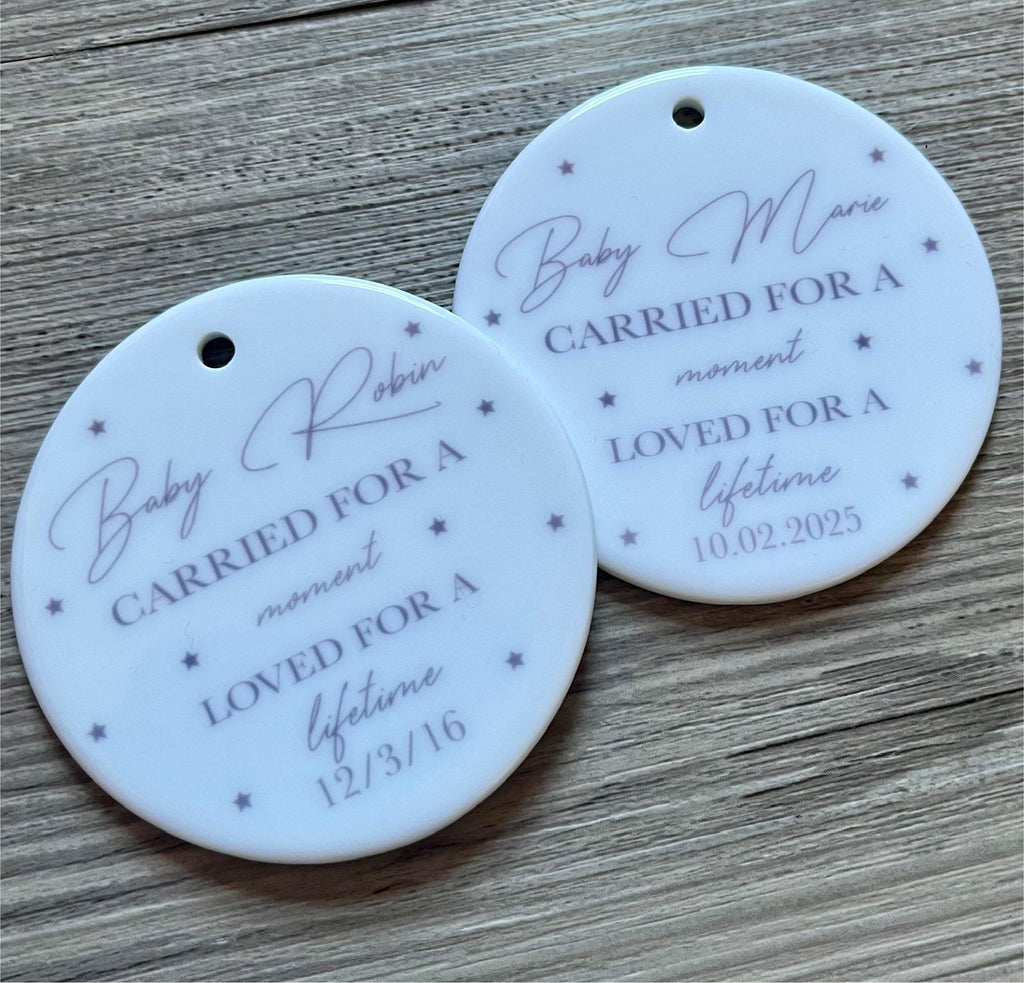 Baby Robin
CARRIED FOR A
moment
LOVED FOR A
lifetime
12/3/16
Baby Marie
CARRIED FOR A
moment
LOVED FOR A
lifetime
10.02.2025